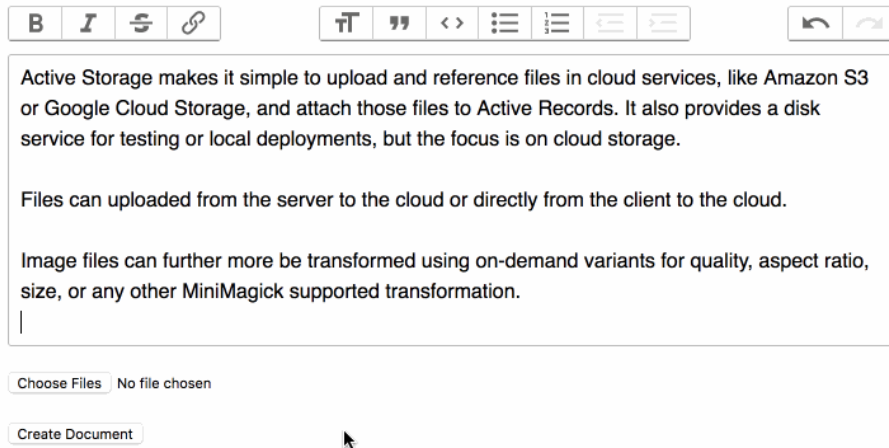 Active Storage makes it simple to upload and reference files in cloud services, like Amazon S3
or Google Cloud Storage, and attach those files to Active Records. It also provides a disk
service for testing or local deployments, but the focus is on cloud storage.
Files can uploaded from the server to the cloud or directly from the client to the cloud.
Image files can further more be transformed using on-demand variants for quality, aspect ratio,
size, or any other MiniMagick supported transformation.
Choose Files No file chosen
Create Document